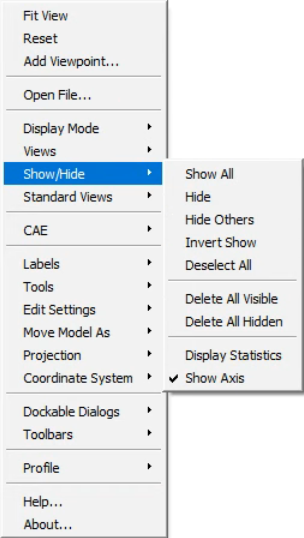 Fit View
Reset
Add Viewpoint...
Open File...
Display Mode
Views
Show/Hide
Standard Views
CAE
Labels
Tools
Edit Settings
Move Model As
Projection
Coordinate System
Dockable Dialogs
Toolbars
Profile
Help...
About...
Show All
Hide
Hide Others
Invert Show
Deselect All
Delete All Visible
Delete All Hidden
Display Statistics
Show Axis